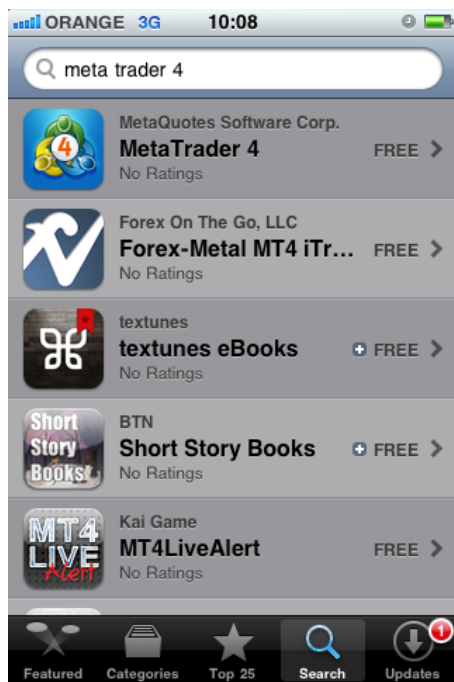 ORANGE 3G 10:08
meta trader 4
MetaQuotes Software Corp.
4
MetaTrader 4
FREE
No Ratings
Forex On The Go, LLC
Forex-Metal MT4 iTr...
FREE
No Ratings
textunes
textunes eBooks
FREE
No Ratings
Short
Story
Books
BTN
Short Story Books
FREE
No Ratings
MT4
LIVE
Alert
Kai Game
MT4LiveAlert
FREE
No Ratings
1
Featured Categories Top 25 Search Updates